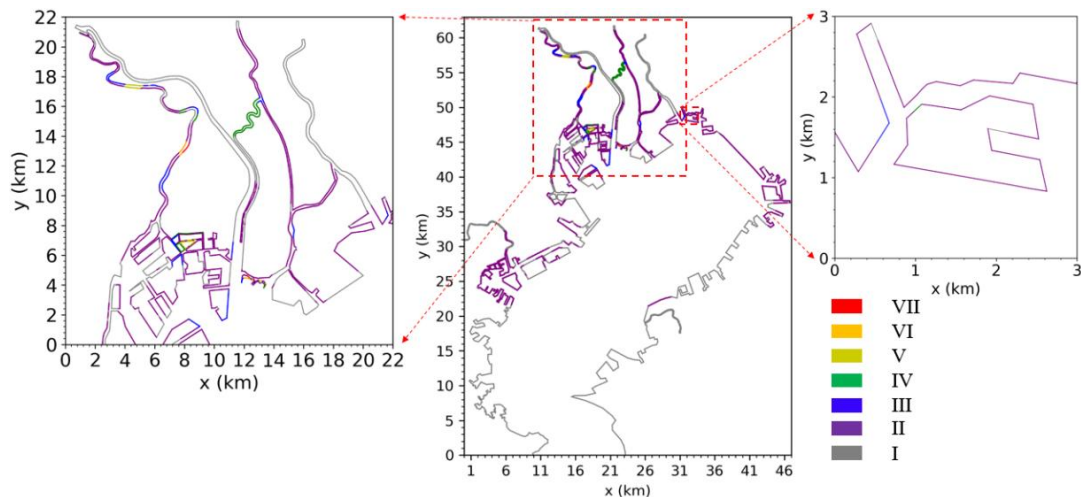 22
20
18
16
14
12
10
8
6
4
2
0
y (km)
0 2 4 6 8 10 12 14 16 18 20 22
x (km)
60
55
50
45
40
35
30
25
20
15
10
5
0
y (km)
1 6 11 16 21 26 31 36 41 46
x (km)
3
2
1
0
y (km)
0 1 2 3
x (km)
VII
VI
V
IV
III
II
I